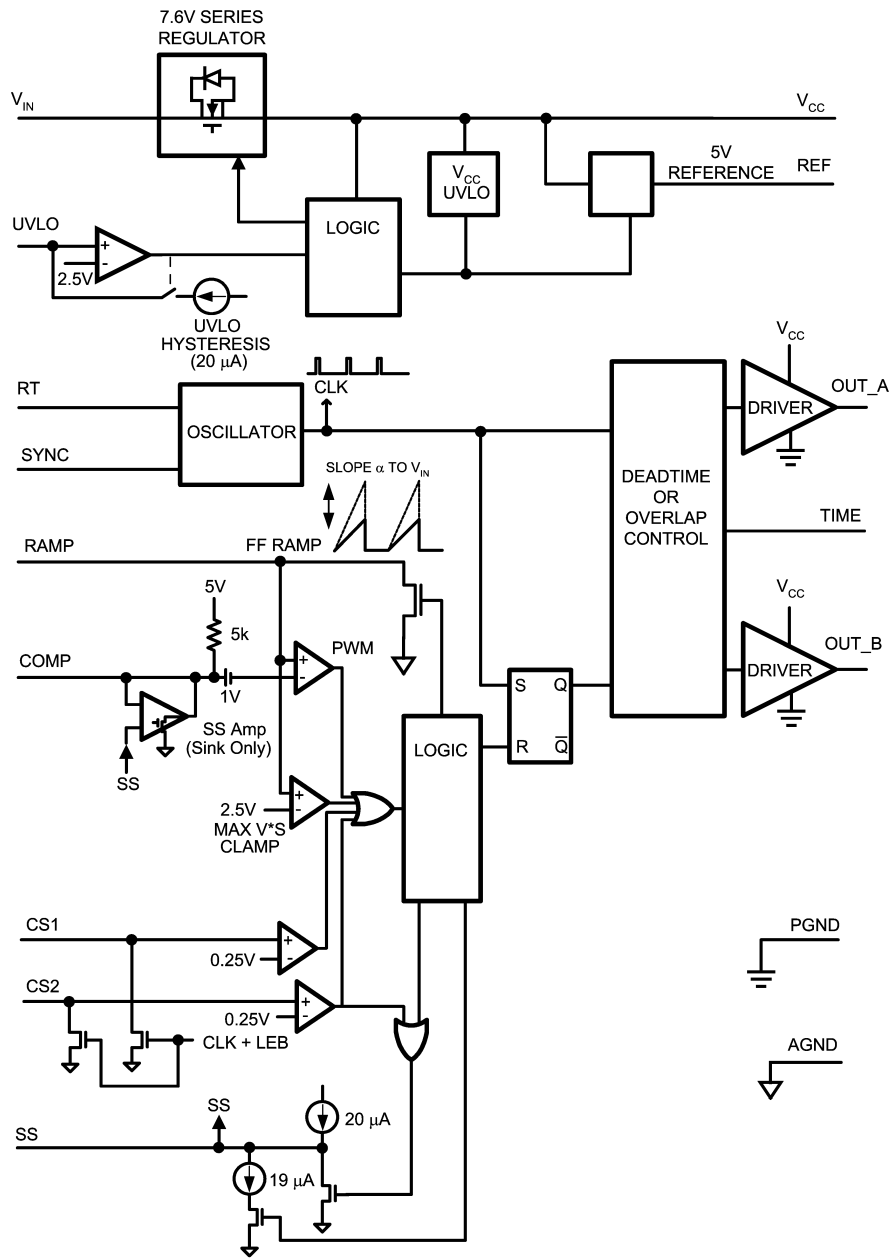 7.6V SERIES
REGULATOR
VIN
VCC
5V
REFERENCE
REF
VCC
UVLO
LOGIC
UVLO
+
-
2.5V
UVLO
HYSTERESIS
(20 μA)
VCC
CLK
OUT_A
DRIVER
RT
OSCILLATOR
SYNC
SLOPE α TO VIN
DEADTIME
OR
OVERLAP
CONTROL
TIME
RAMP
FF RAMP
5V
5k
VCC
PWM
OUT_B
COMP
+
-
1V
DRIVER
S Q
SS Amp
(Sink Only)
R Q̅
LOGIC
SS
+
-
2.5V
MAX V*S
CLAMP
CS1
+
-
0.25V
PGND
CS2
+
-
0.25V
CLK + LEB
AGND
SS
20 μA
SS
19 μA